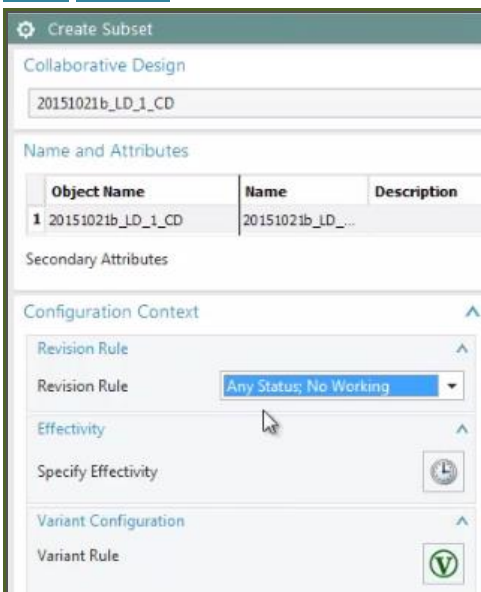 Create Subset
Collaborative Design
20151021b_LD_1_CD
Name and Attributes
Object Name Name Description
1 20151021b_LD_1_CD 20151021b_LD_...
Secondary Attributes
Configuration Context
Revision Rule
Revision Rule Any Status; No Working
Effectivity
Specify Effectivity
Variant Configuration
Variant Rule V